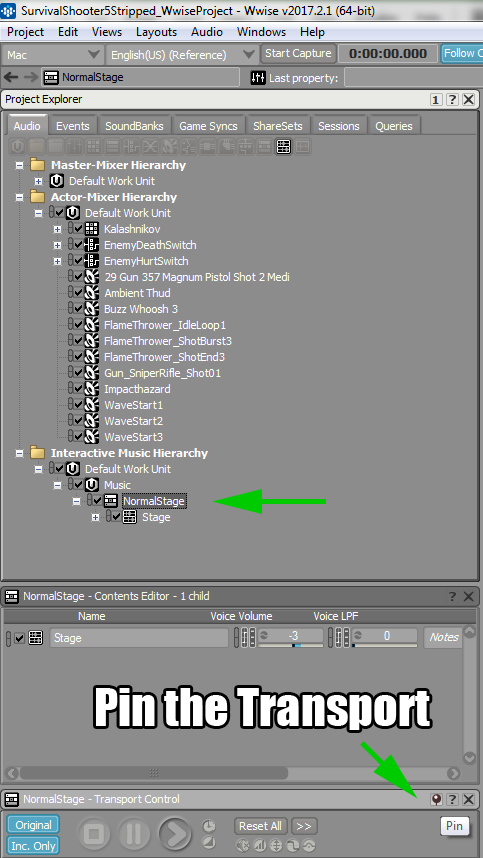 SurvivalShooter5Stripped_WwiseProject - Wwise v2017.2.1 (64-bit)
Project Edit Views Layouts Audio Windows Help
Mac English(US) (Reference) Start Capture 0:00:00.000 Follow C
NormalStage Last property:
Project Explorer 1 ? X
Audio Events SoundBanks Game Syncs ShareSets Sessions Queries
Master-Mixer Hierarchy
Default Work Unit
Actor-Mixer Hierarchy
Default Work Unit
Kalashnikov
EnemyDeathSwitch
EnemyHurtSwitch
29 Gun 357 Magnum Pistol Shot 2 Medi
Ambient Thud
Buzz Whoosh 3
FlameThrower_IdleLoop1
FlameThrower_ShotBurst3
FlameThrower_ShotEnd3
Gun_SniperRifle_Shot01
Impacthazard
WaveStart1
WaveStart2
WaveStart3
Interactive Music Hierarchy
Default Work Unit
Music
NormalStage
Stage
NormalStage - Contents Editor - 1 child ? X
Name Voice Volume Voice LPF
Stage -3 0 Notes
Pin the Transport
NormalStage - Transport Control ? X
Original Reset All >> Pin
Inc. Only